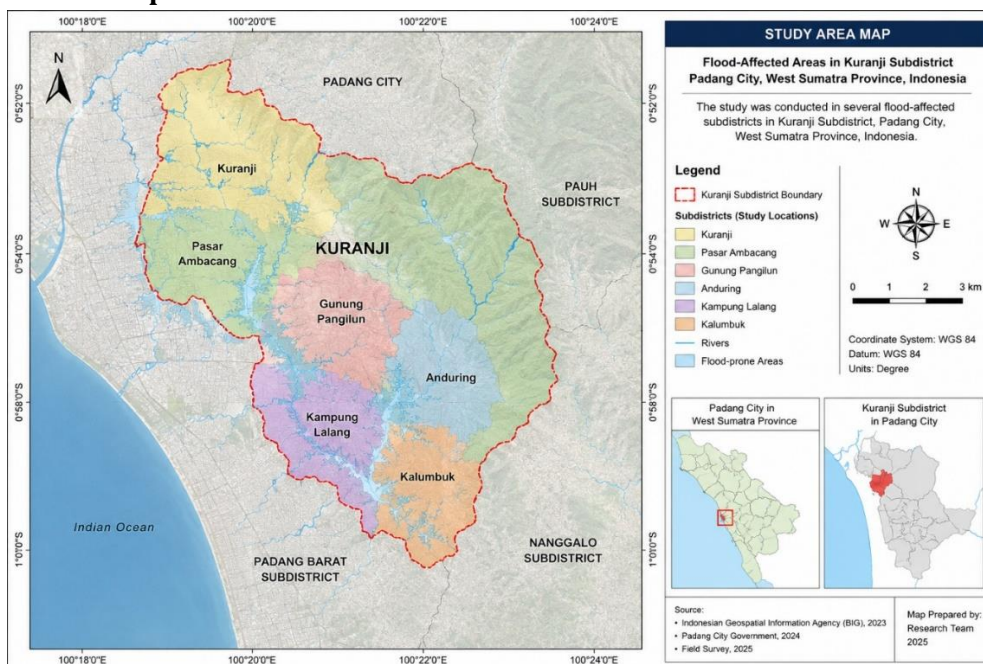 100°18'0"E 100°20'0"E 100°22'0"E 100°24'0"E
N
PADANG CITY
0°52'0"S
0°52'0"S
Kuranji
PAUH
SUBDISTRICT
Pasar
Ambacang
KURANJI
0°54'0"S
0°54'0"S
Gunung
Pangilun
Anduring
0°58'0"S
0°58'0"S
Kampung
Lalang
Kalumbuk
Indian Ocean
PADANG BARAT
SUBDISTRICT
NANGGALO
SUBDISTRICT
1°0'0"S
100°18'0"E 100°20'0"E 100°22'0"E 100°24'0"E
STUDY AREA MAP
Flood-Affected Areas in Kuranji Subdistrict
Padang City, West Sumatra Province, Indonesia
The study was conducted in several flood-affected
subdistricts in Kuranji Subdistrict, Padang City,
West Sumatra Province, Indonesia.
Legend
Kuranji Subdistrict Boundary
Subdistricts (Study Locations)
Kuranji
Pasar Ambacang
Gunung Pangilun
Anduring
Kampung Lalang
Kalumbuk
Rivers
Flood-prone Areas
N
W E
S
0 1 2 3 km
Coordinate System: WGS 84
Datum: WGS 84
Units: Degree
Padang City in
West Sumatra Province
Kuranji Subdistrict
in Padang City
Source:
• Indonesian Geospatial Information Agency (BIG), 2023
• Padang City Government, 2024
• Field Survey, 2025
Map Prepared by:
Research Team
2025